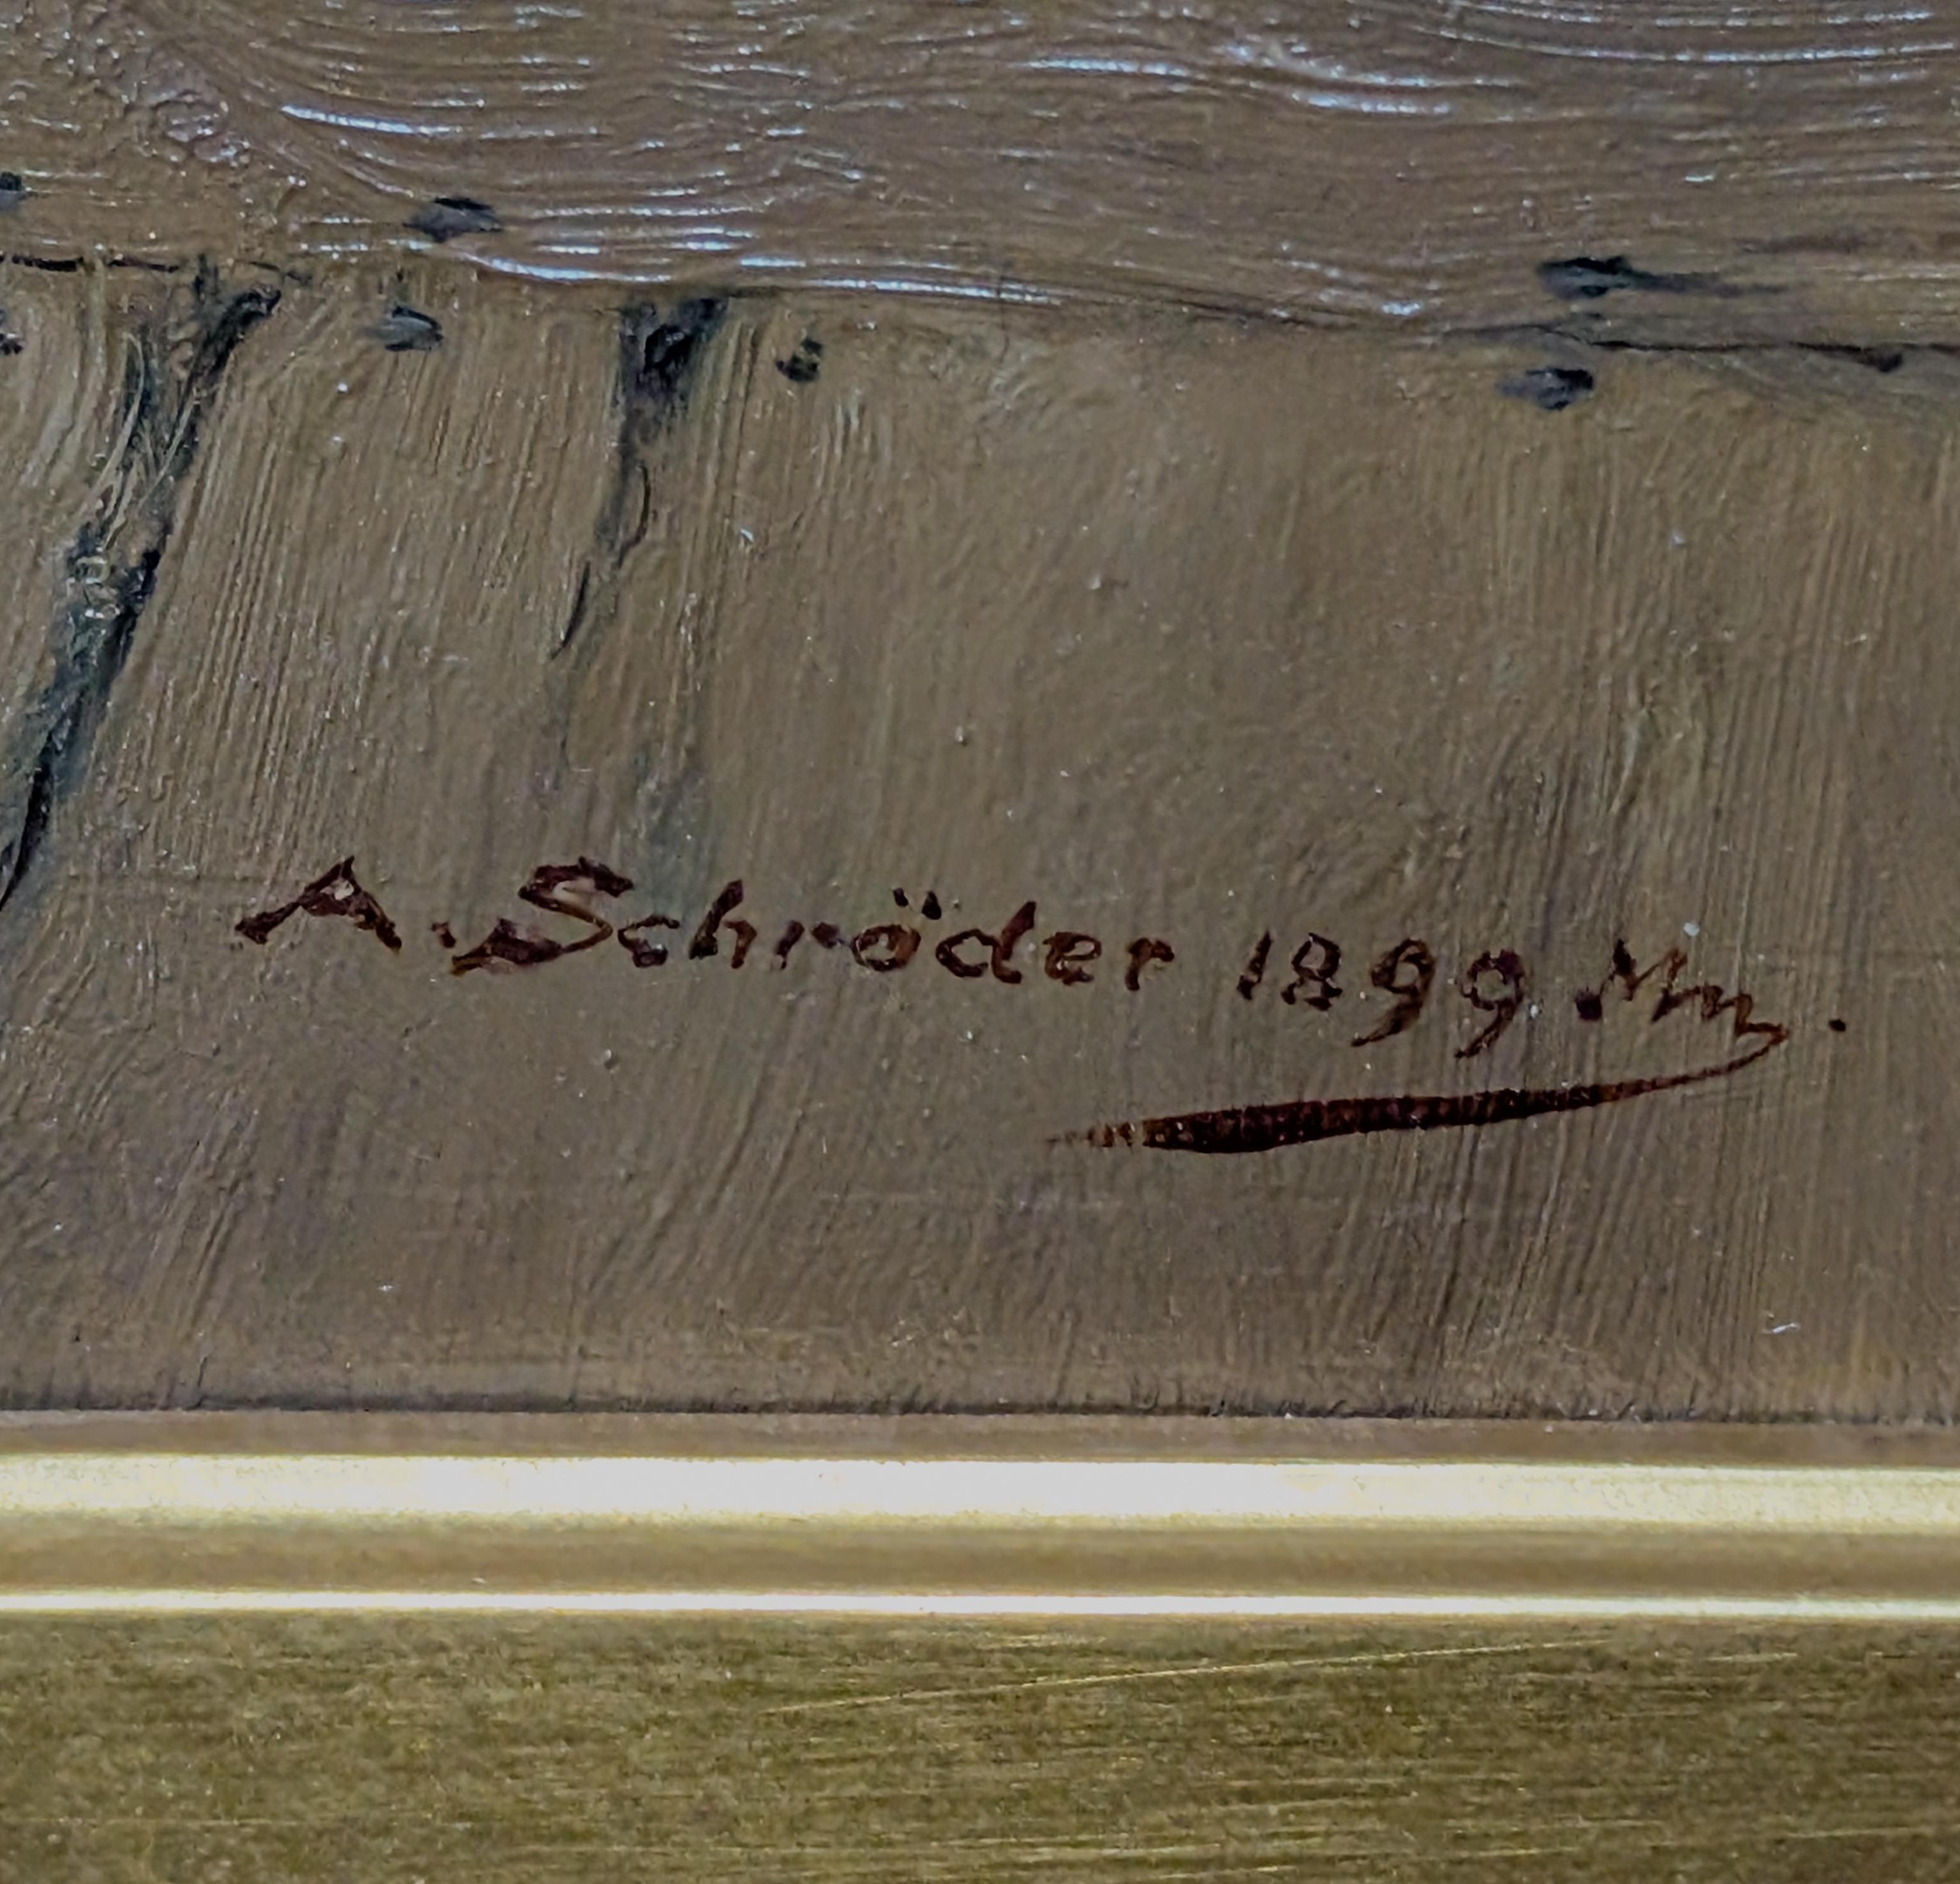 A. Schröder 1899 Mn.